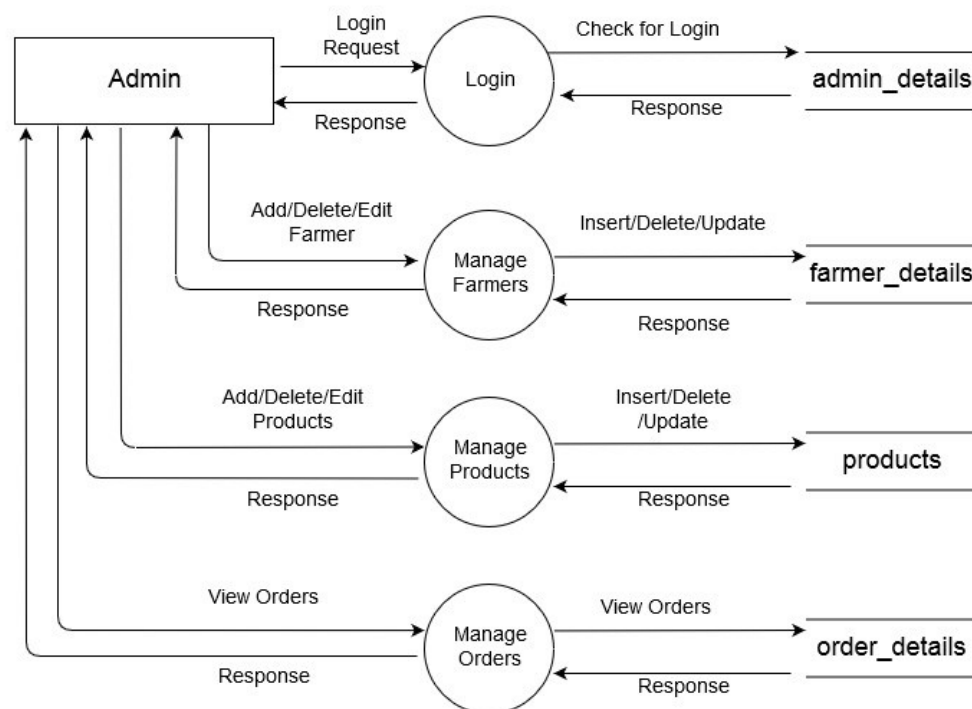 Login
Request
Check for Login
Admin
Login
admin_details
Response
Response
Add/Delete/Edit
Farmer
Insert/Delete/Update
Manage
Farmers
farmer_details
Response
Response
Add/Delete/Edit
Products
Insert/Delete
/Update
Manage
Products
products
Response
Response
View Orders
View Orders
Manage
Orders
order_details
Response
Response